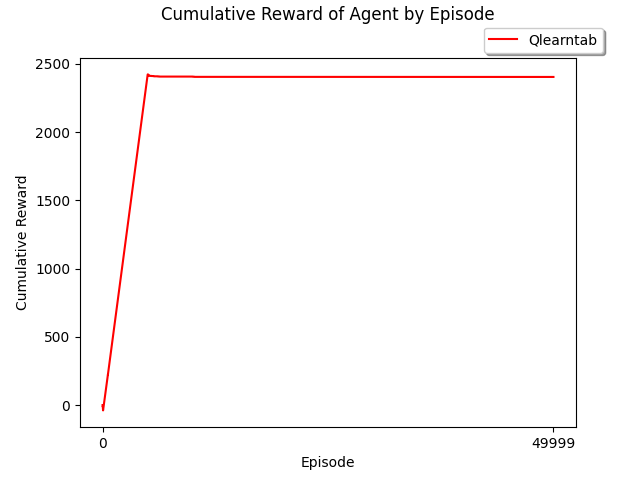 Cumulative Reward of Agent by Episode
Qlearntab
2500
2000
1500
1000
500
0
Cumulative Reward
0 49999
Episode